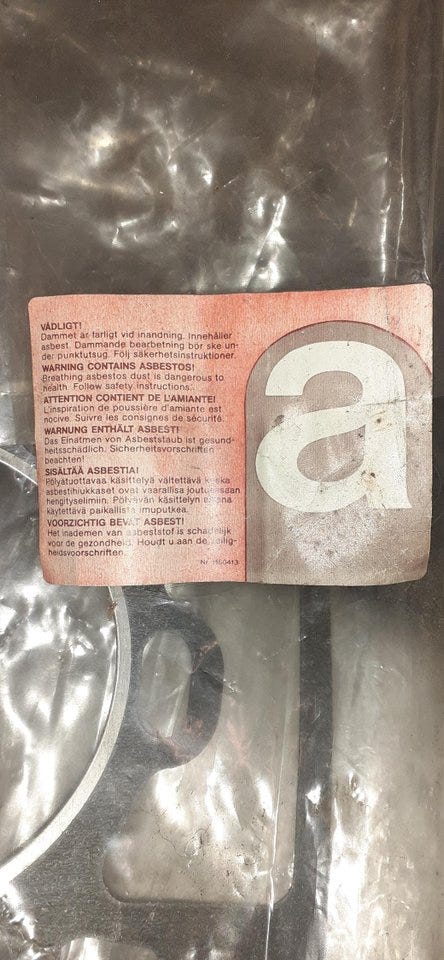 VÅDLIGT!
Dammet är farligt vid inandning. Innehåller
asbest. Dammande bearbetning bör ske un-
der punktutsug. Följ säkerhetsinstruktioner.
WARNING CONTAINS ASBESTOS!
Breathing asbestos dust is dangerous to
health. Follow safety instructions.
ATTENTION CONTIENT DE L'AMIANTE!
L'inspiration de poussière d'amiante est
nocive. Suivre les consignes de sécurité.
WARNUNG ENTHÄLT ASBEST!
Das Einatmen von Asbeststaub ist gesund-
heitsschädlich. Sicherheitsvorschriften
beachten!
SISÄLTÄÄ ASBESTIA!
Pölyätuottavaa käsittelyä vältettävä koska
asbestihiukkaset ovat vaarallisia joutuessaan
hengityselimiin. Pölyävän käsittelyn
käytettävä paikallista imuputkea.
VOORZICHTIG BEVAT ASBEST!
Het inademen van asbeststof is schadelijk
voor de gezondheid. Houdt u aan de veilig-
heidsvoorschriften.
Nr 1160413
a